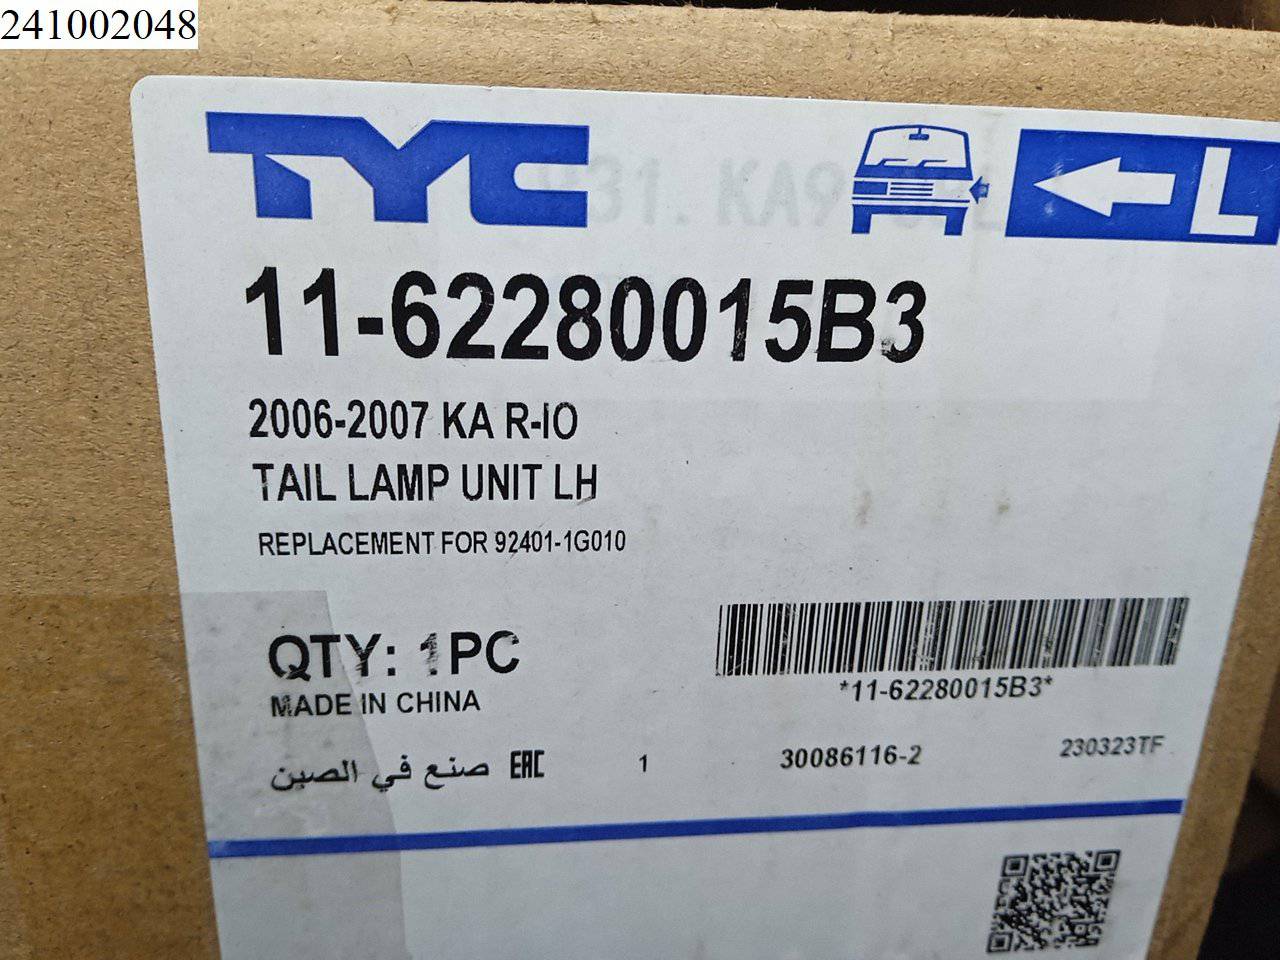 241002048
TYC
L
11-62280015B3
2006-2007 KA R-IO
TAIL LAMP UNIT LH
REPLACEMENT FOR 92401-1G010
QTY: 1PC
MADE IN CHINA
*11-62280015B3*
صنع في الصين EAC 1 30086116-2 230323TF